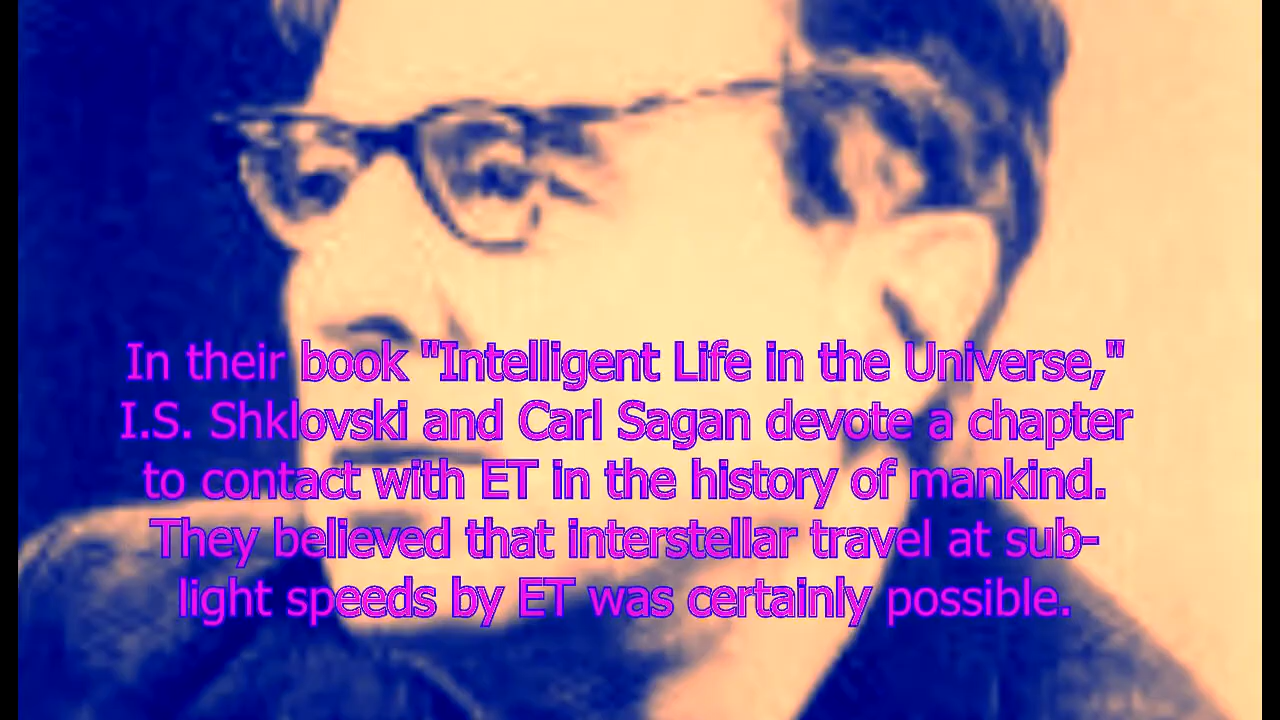 In their book "Intelligent Life in the Universe,"
I.S. Shklovski and Carl Sagan devote a chapter
to contact with ET in the history of mankind.
They believed that interstellar travel at sub-
light speeds by ET was certainly possible.